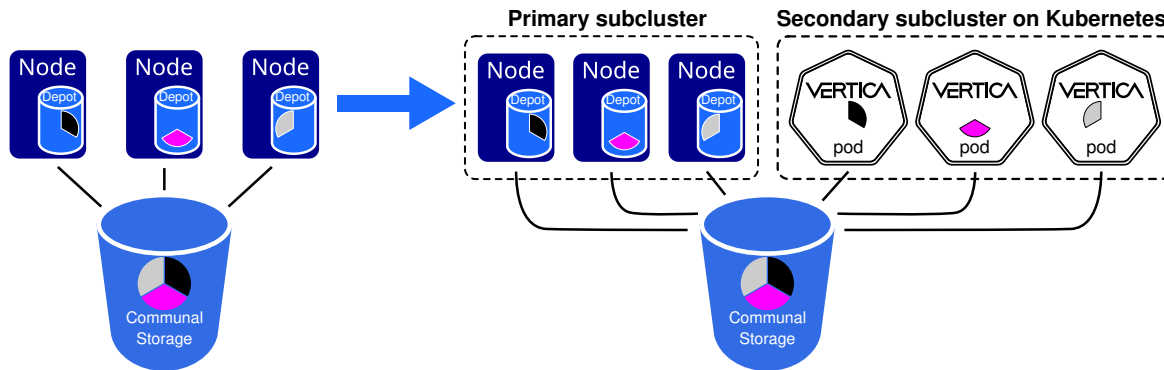 Primary subcluster
Secondary subcluster on Kubernetes
Node
Node
Node
Depot
Depot
Depot
Node
Node
Node
Depot
Depot
Depot
VERTICA
VERTICA
VERTICA
pod
pod
pod
Communal
Storage
Communal
Storage